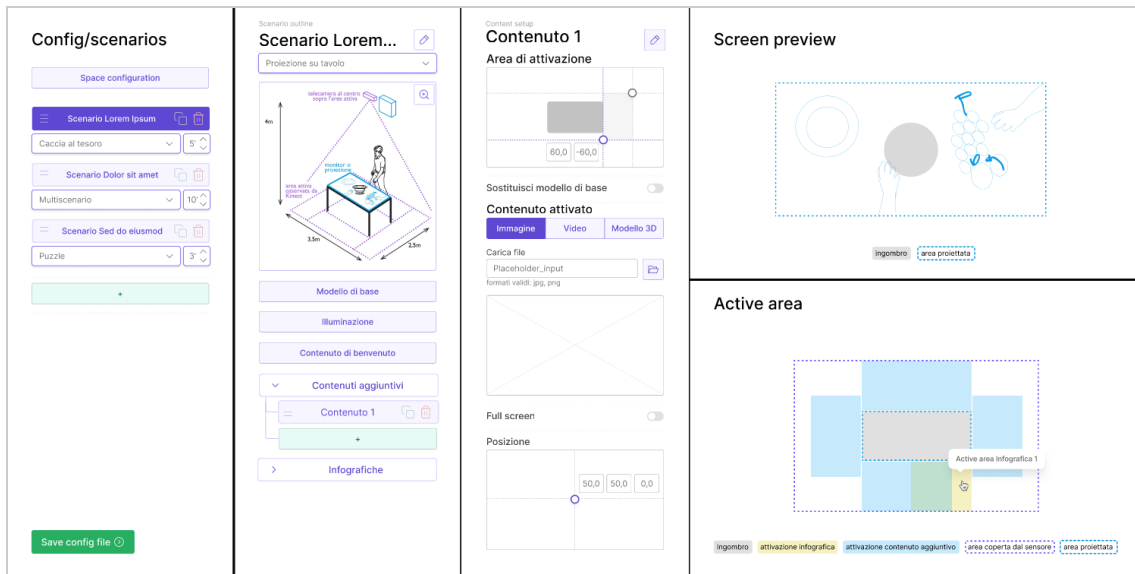 Config/scenarios
Space configuration
Scenario Lorem Ipsum
Caccia al tesoro
5'
Scenario Dolor sit amet
Multiscenario
10'
Scenario Sed do eiusmod
Puzzle
3'
+
Save config file
Scenario outline
Scenario Lorem...
Proiezione su tavolo
telecamera al centro
sopra l'area attiva
4m
monitor o
proiezione
area attiva
osservata da
Kinect
3,5m
2,5m
Modello di base
Illuminazione
Contenuto di benvenuto
Contenuti aggiuntivi
Contenuto 1
+
Infografiche
Content setup
Contenuto 1
Area di attivazione
60,0
-60,0
Sostituisci modello di base
Contenuto attivato
Immagine
Video
Modello 3D
Carica file
Placeholder_input
formati validi: jpg, png
Full screen
Posizione
50,0
50,0
0,0
Screen preview
ingombro
area proiettata
Active area
Active area Infografica 1
ingombro
attivazione infografica
attivazione contenuto aggiuntivo
area coperta dal sensore
area proiettata